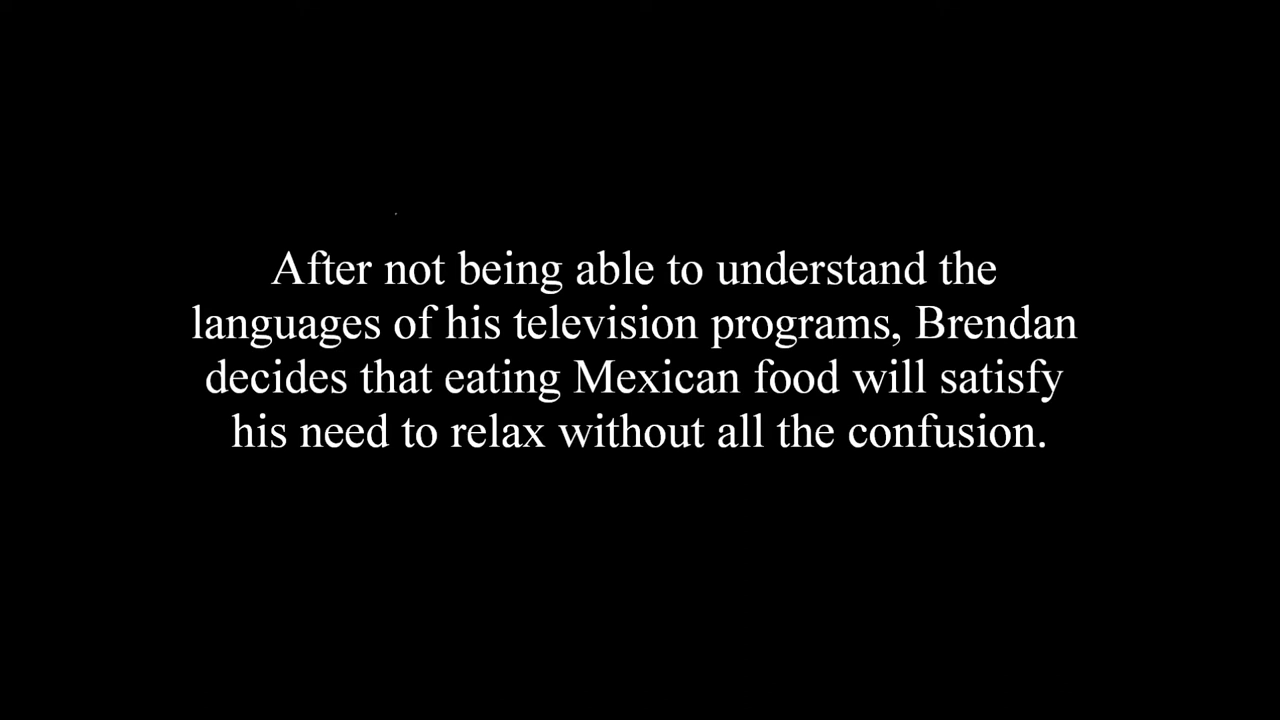 After not being able to understand the
languages of his television programs, Brendan
decides that eating Mexican food will satisfy
his need to relax without all the confusion.